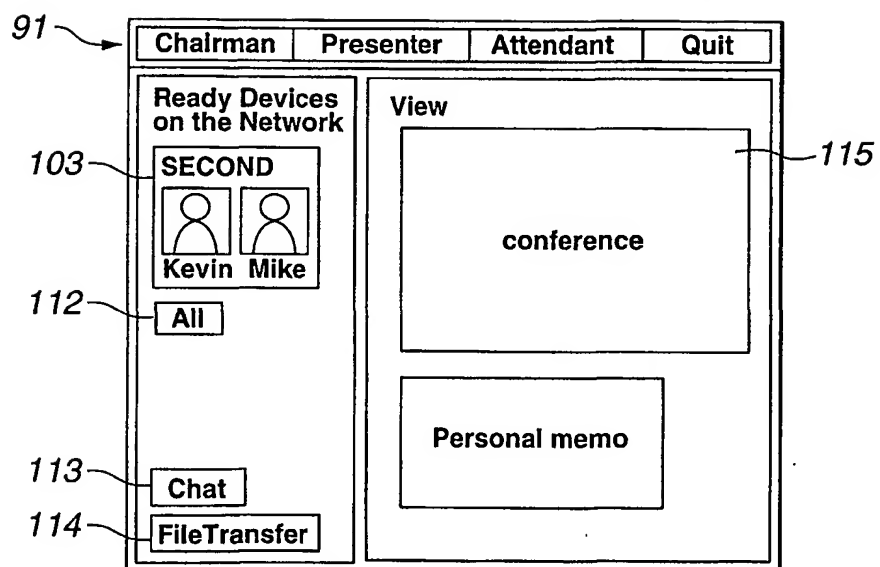 91
Chairman Presenter Attendant Quit
Ready Devices
on the Network
103
SECOND
Kevin Mike
112
All
113
Chat
114
FileTransfer
View
115
conference
Personal memo